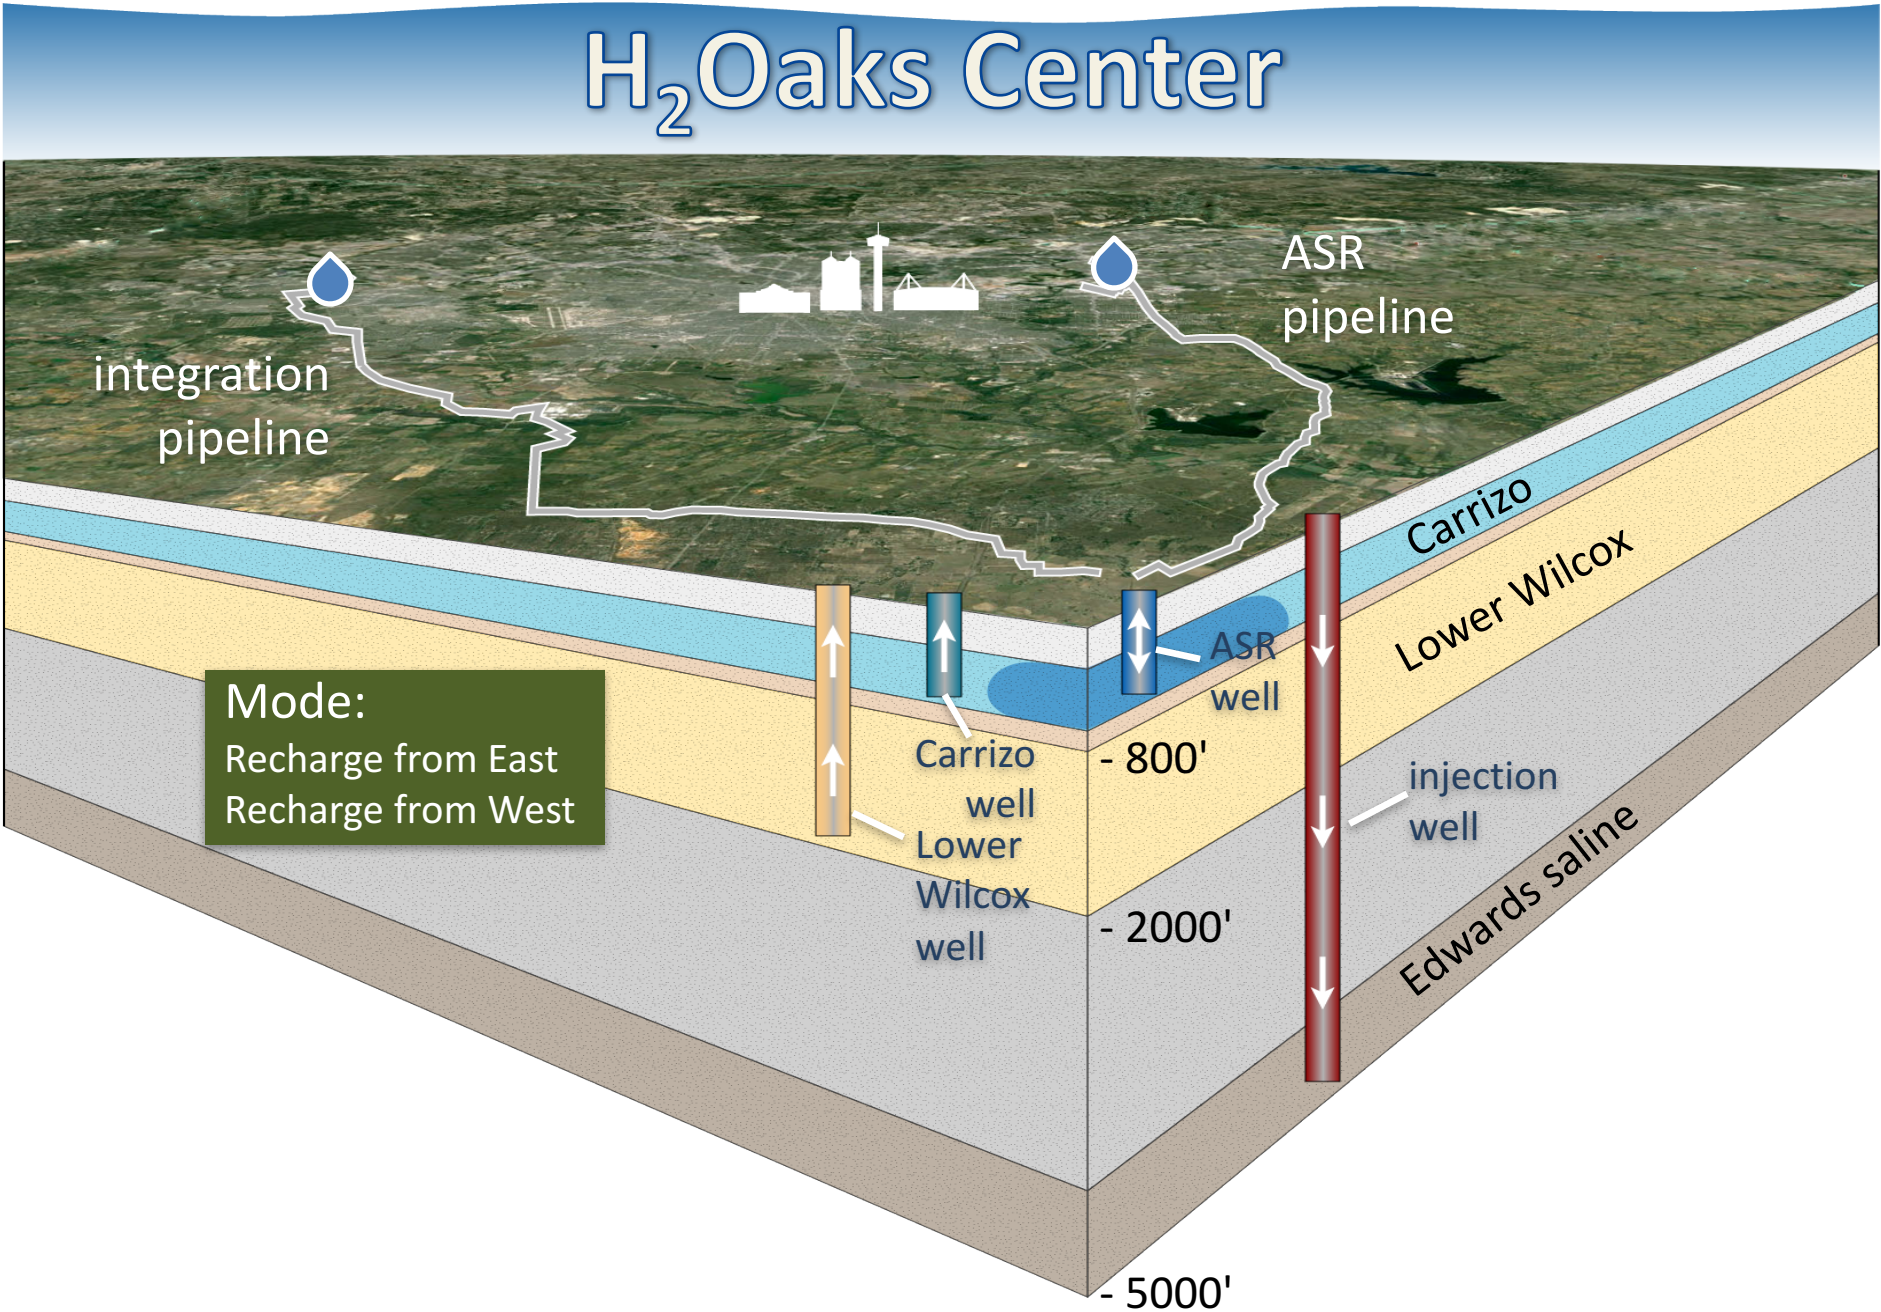 H₂Oaks Center
ASR
pipeline
integration
pipeline
Carrizo
Lower Wilcox
ASR
well
Mode:
Recharge from East
Recharge from West
Carrizo
well
- 800'
injection
well
Lower
Wilcox
well
- 2000'
Edwards saline
- 5000'